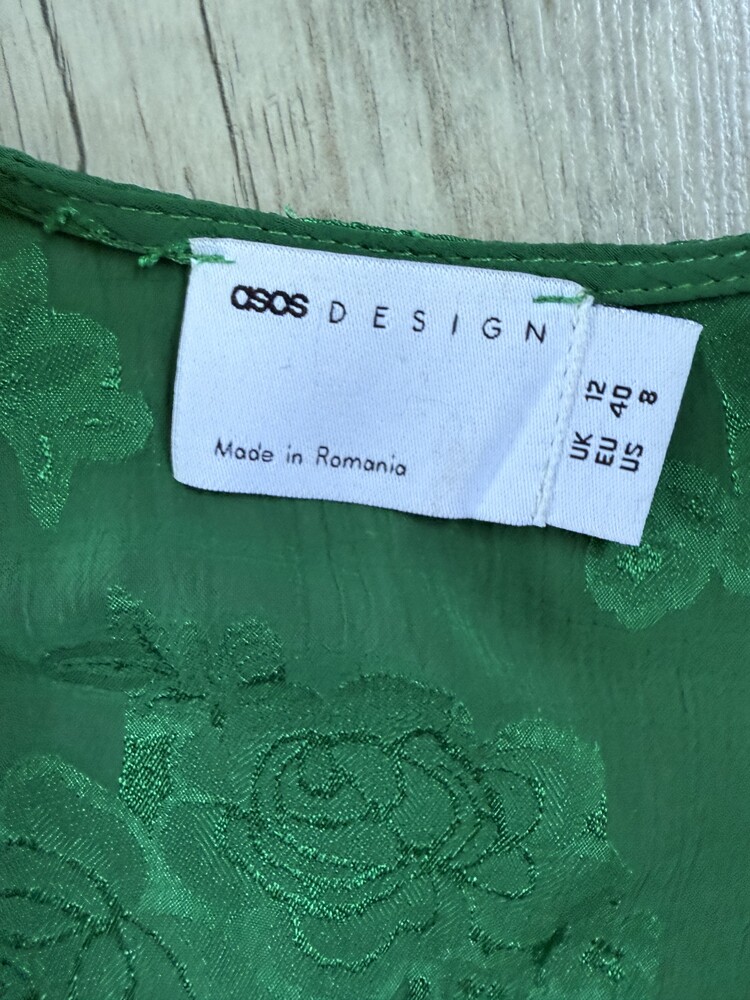 asos DESIGN
Made in Romania
UK 12
EU 40
US 8